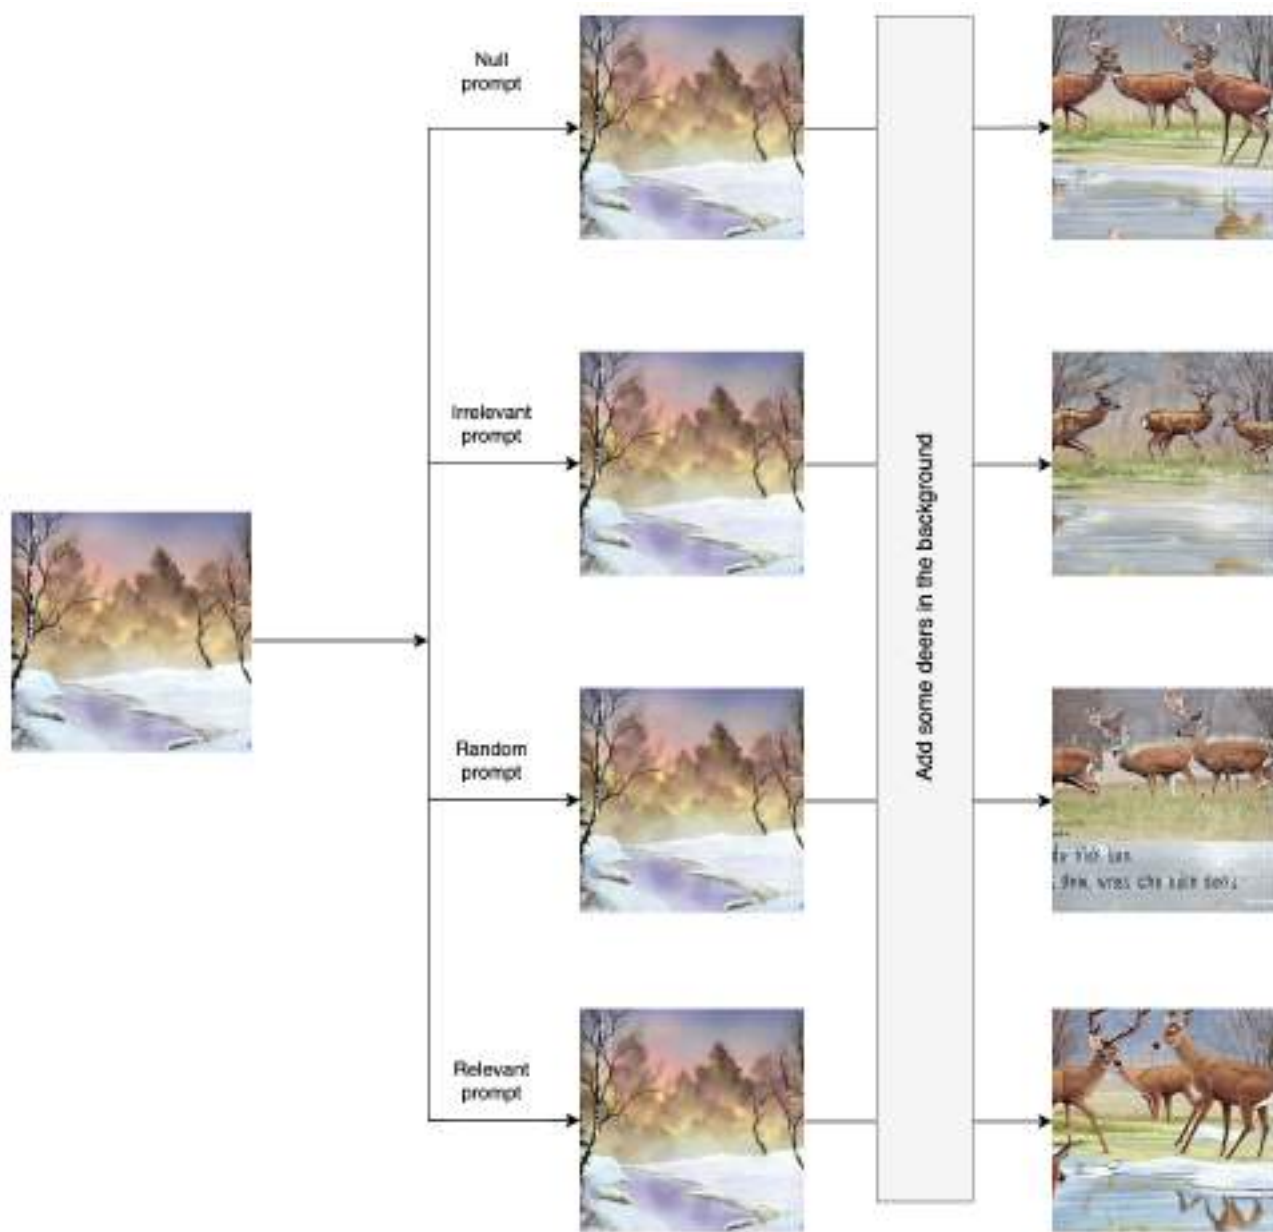 Null
prompt
Irrelevant
prompt
Random
prompt
Relevant
prompt
Add some deers in the background